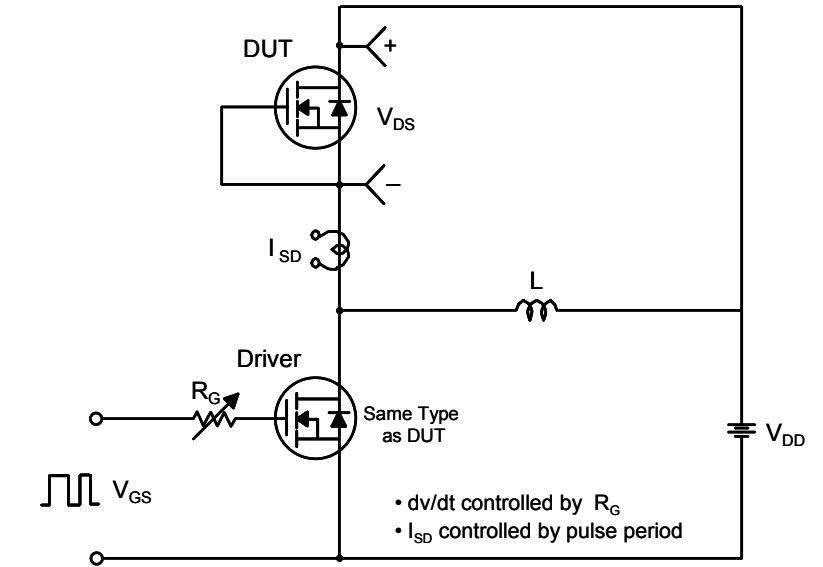 DUT
+
V_DS
–
I_SD
L
Driver
R_G
Same Type
as DUT
V_DD
V_GS
• dv/dt controlled by R_G
• I_SD controlled by pulse period